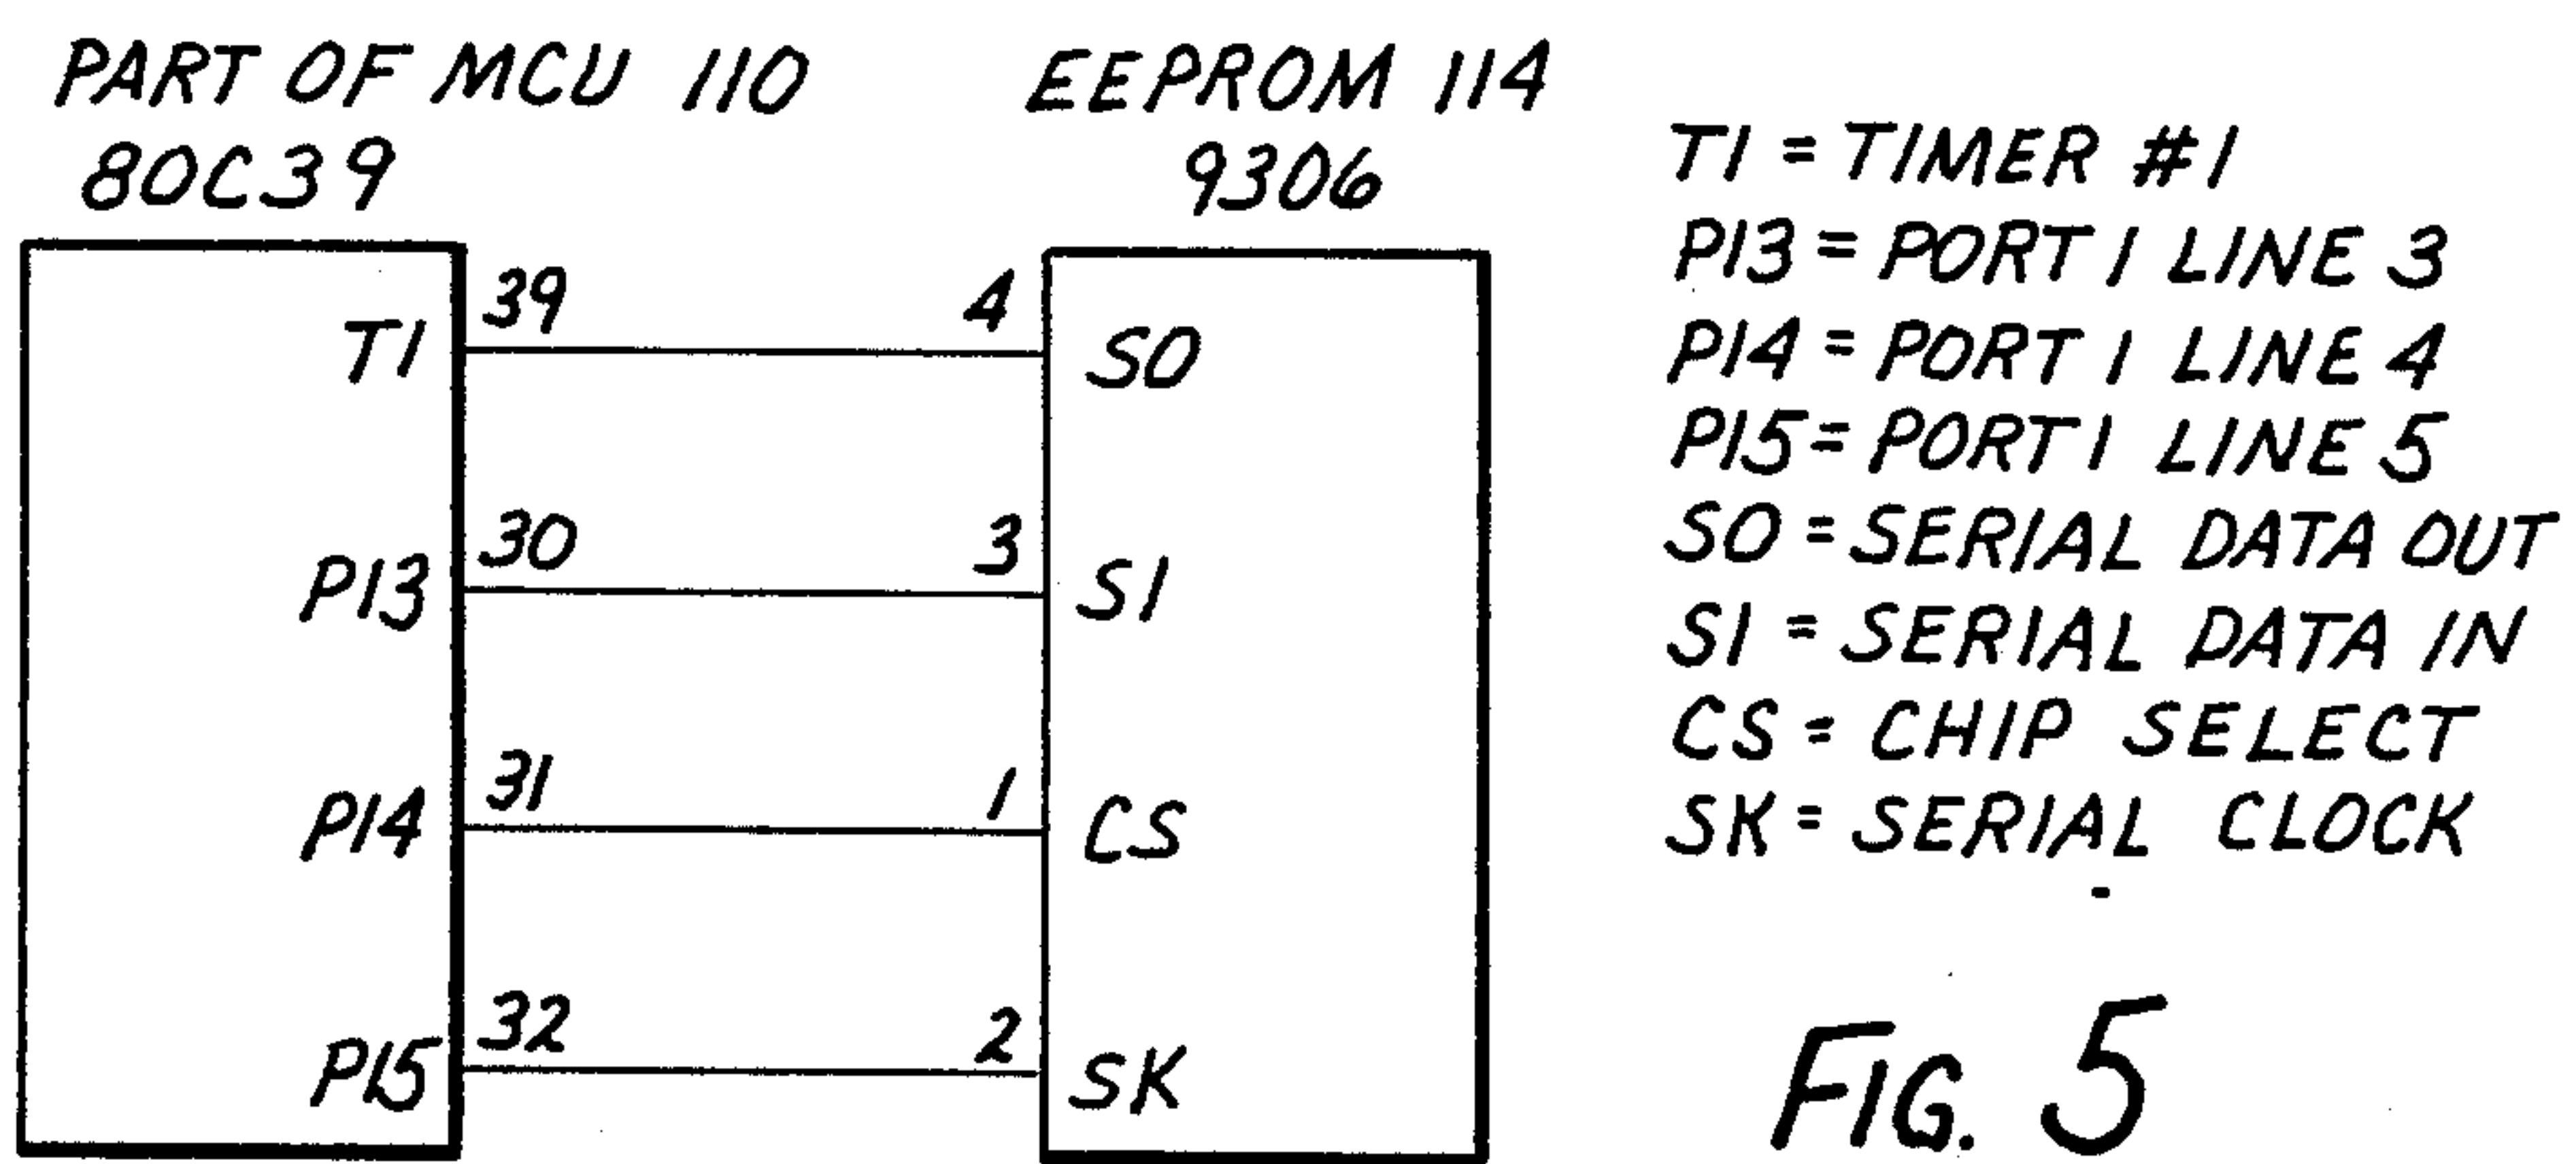 PART OF MCU 110
80C39
EEPROM 114
9306
T1 39 4 SO
P13 30 3 SI
P14 31 1 CS
P15 32 2 SK
T1 = TIMER #1
P13 = PORT 1 LINE 3
P14 = PORT 1 LINE 4
P15 = PORT 1 LINE 5
SO = SERIAL DATA OUT
SI = SERIAL DATA IN
CS = CHIP SELECT
SK = SERIAL CLOCK
FIG. 5